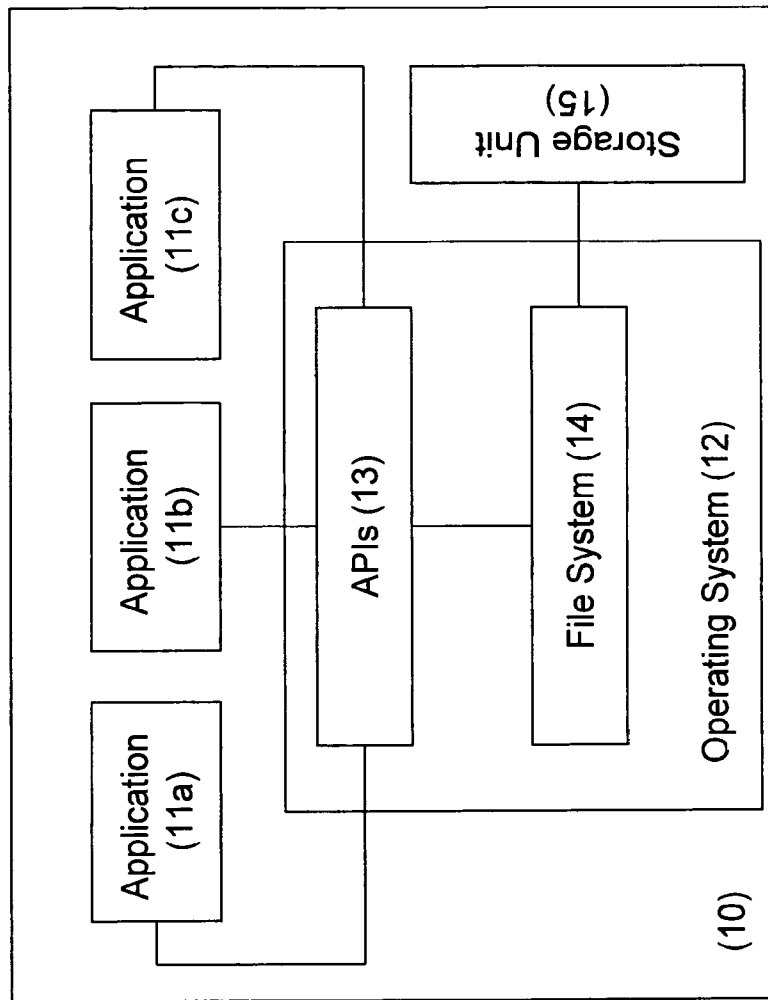 Application
(11a)
Application
(11b)
Application
(11c)
APIs (13)
File System (14)
Storage Unit
(15)
Operating System (12)
(10)